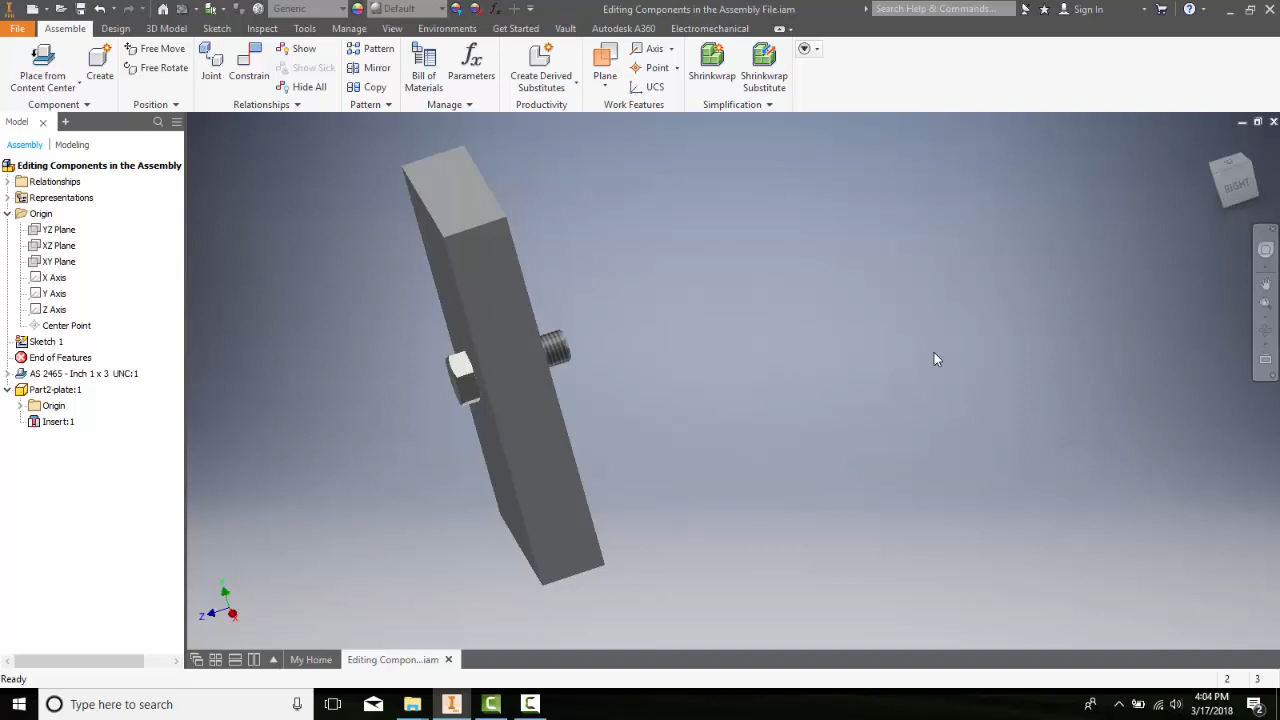 Generic
Default
Editing Components in the Assembly File.iam
Search Help & Commands...
Sign In
File
Assemble
Design
3D Model
Sketch
Inspect
Tools
Manage
View
Environments
Get Started
Vault
Autodesk A360
Electromechanical
Place from
Content Center
Create
Component
Free Move
Free Rotate
Position
Joint
Constrain
Show
Show Sick
Hide All
Relationships
Pattern
Mirror
Copy
Pattern
Bill of
Materials
Parameters
Manage
Create Derived
Substitutes
Productivity
Plane
Axis
Point
UCS
Work Features
Shrinkwrap
Shrinkwrap
Substitute
Simplification
Model
Assembly
Modeling
Editing Components in the Assembly
Relationships
Representations
Origin
YZ Plane
XZ Plane
XY Plane
X Axis
Y Axis
Z Axis
Center Point
Sketch 1
End of Features
AS 2465 - Inch 1 x 3 UNC:1
Part2-plate:1
Origin
Insert:1
RIGHT
Z
My Home
Editing Compon...iam
Ready
2
3
Type here to search
4:04 PM
3/17/2018
2